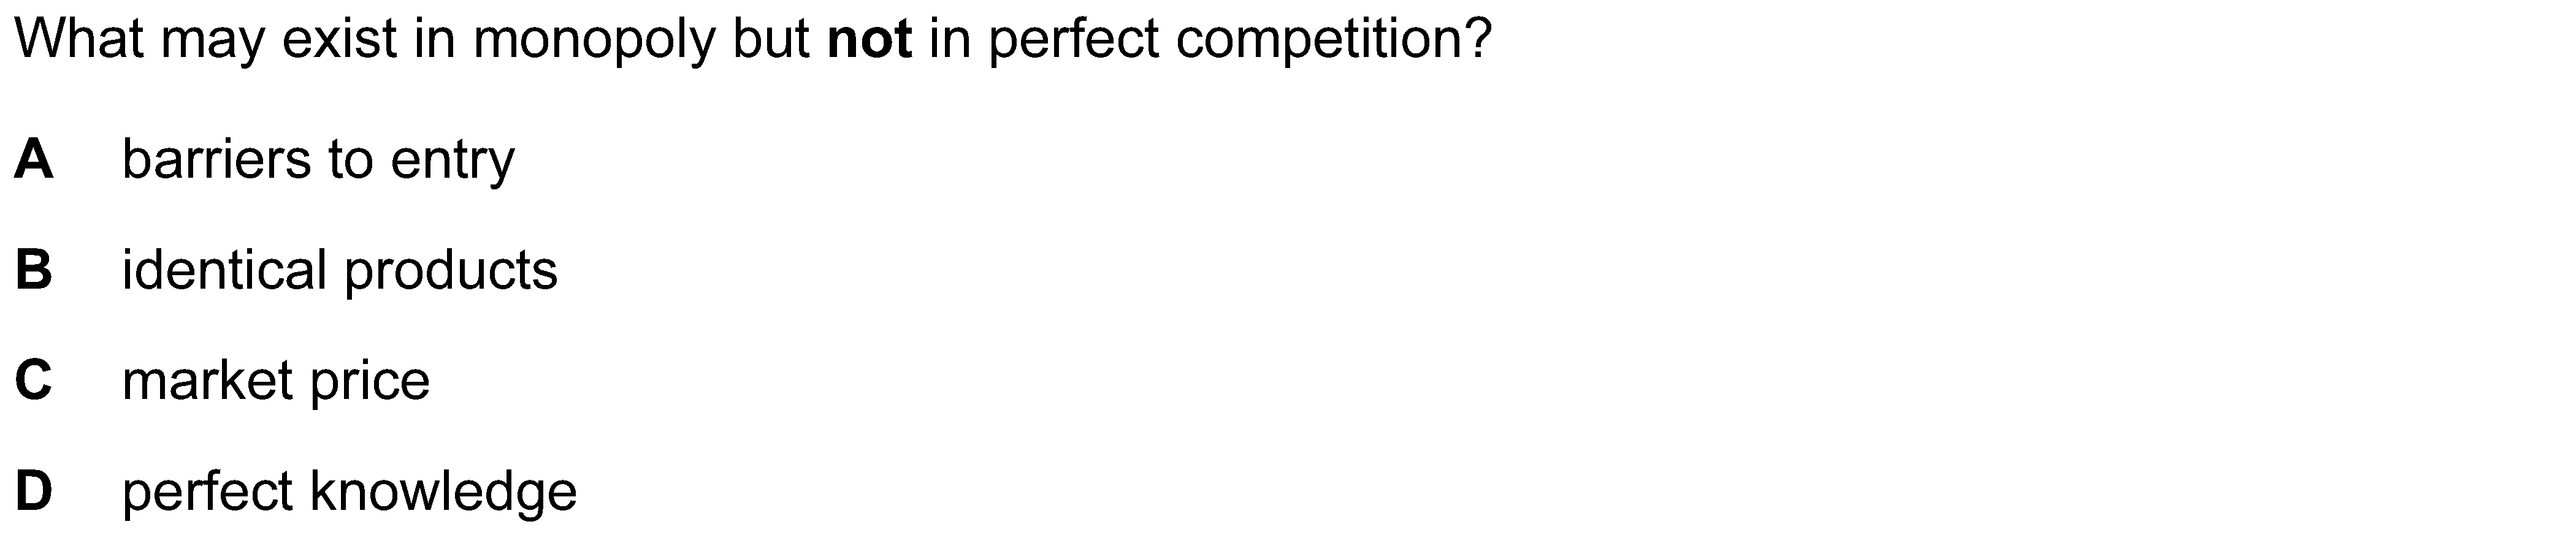 What may exist in monopoly but not in perfect competition?
A barriers to entry
B identical products
C market price
D perfect knowledge